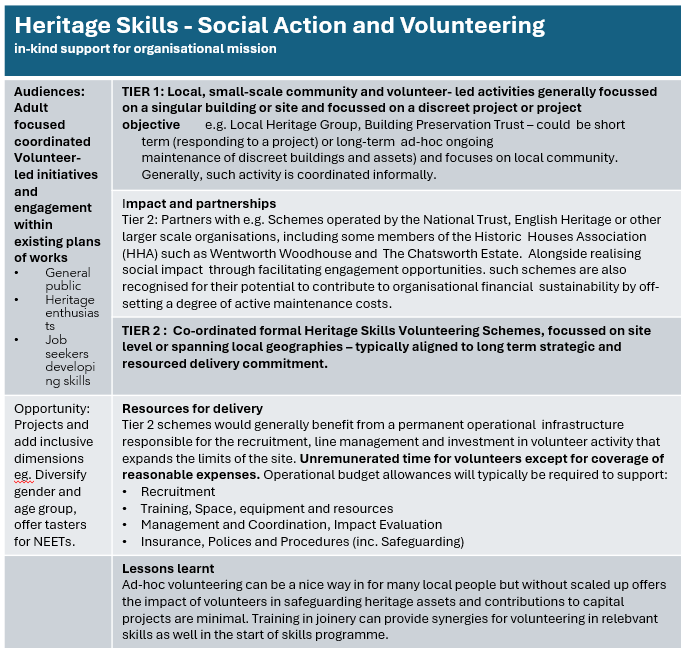 Heritage Skills - Social Action and Volunteering
in-kind support for organisational mission
Audiences:
Adult
focused
coordinated
Volunteer-
led initiatives
and
engagement
within
existing plans
of works
• General
public
• Heritage
enthusias
ts
• Job
seekers
developi
ng skills
TIER 1: Local, small-scale community and volunteer- led activities generally focussed
on a singular building or site and focussed on a discreet project or project
objective e.g. Local Heritage Group, Building Preservation Trust – could be short
term (responding to a project) or long-term ad-hoc ongoing
maintenance of discreet buildings and assets) and focuses on local community.
Generally, such activity is coordinated informally.
Impact and partnerships
Tier 2: Partners with e.g. Schemes operated by the National Trust, English Heritage or other
larger scale organisations, including some members of the Historic Houses Association
(HHA) such as Wentworth Woodhouse and The Chatsworth Estate. Alongside realising
social impact through facilitating engagement opportunities. such schemes are also
recognised for their potential to contribute to organisational financial sustainability by off-
setting a degree of active maintenance costs.
TIER 2 : Co-ordinated formal Heritage Skills Volunteering Schemes, focussed on site
level or spanning local geographies – typically aligned to long term strategic and
resourced delivery commitment.
Opportunity:
Projects and
add inclusive
dimensions
eg. Diversify
gender and
age group,
offer tasters
for NEETs.
Resources for delivery
Tier 2 schemes would generally benefit from a permanent operational infrastructure
responsible for the recruitment, line management and investment in volunteer activity that
expands the limits of the site. Unremunerated time for volunteers except for coverage of
reasonable expenses. Operational budget allowances will typically be required to support:
• Recruitment
• Training, Space, equipment and resources
• Management and Coordination, Impact Evaluation
• Insurance, Polices and Procedures (inc. Safeguarding)
Lessons learnt
Ad-hoc volunteering can be a nice way in for many local people but without scaled up offers
the impact of volunteers in safeguarding heritage assets and contributions to capital
projects are minimal. Training in joinery can provide synergies for volunteering in relebvant
skills as well in the start of skills programme.